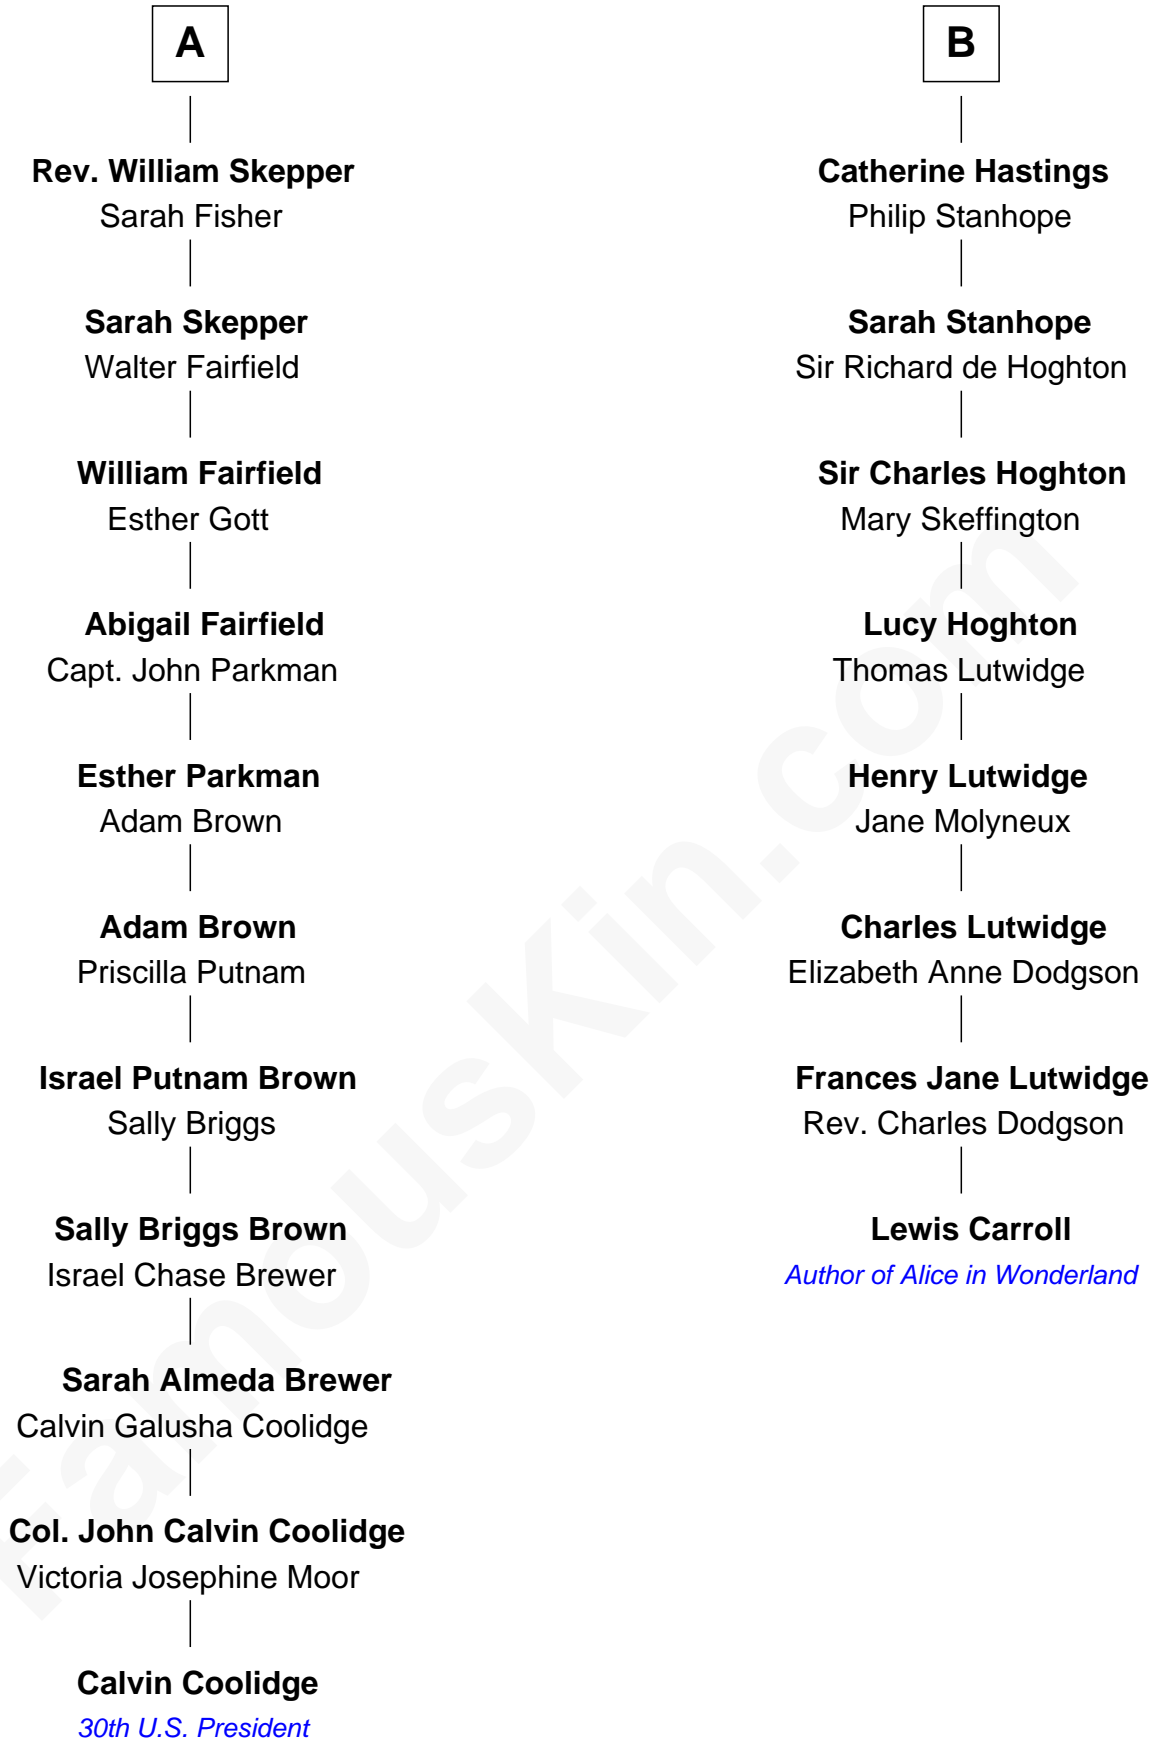 A
Rev. William Skepper
Sarah Fisher
Sarah Skepper
Walter Fairfield
William Fairfield
Esther Gott
Abigail Fairfield
Capt. John Parkman
Esther Parkman
Adam Brown
Adam Brown
Priscilla Putnam
Israel Putnam Brown
Sally Briggs
Sally Briggs Brown
Israel Chase Brewer
Sarah Almeda Brewer
Calvin Galusha Coolidge
Col. John Calvin Coolidge
Victoria Josephine Moor
Calvin Coolidge
30th U.S. President
B
Catherine Hastings
Philip Stanhope
Sarah Stanhope
Sir Richard de Hoghton
Sir Charles Hoghton
Mary Skeffington
Lucy Hoghton
Thomas Lutwidge
Henry Lutwidge
Jane Molyneux
Charles Lutwidge
Elizabeth Anne Dodgson
Frances Jane Lutwidge
Rev. Charles Dodgson
Lewis Carroll
Author of Alice in Wonderland
FamousKin.com